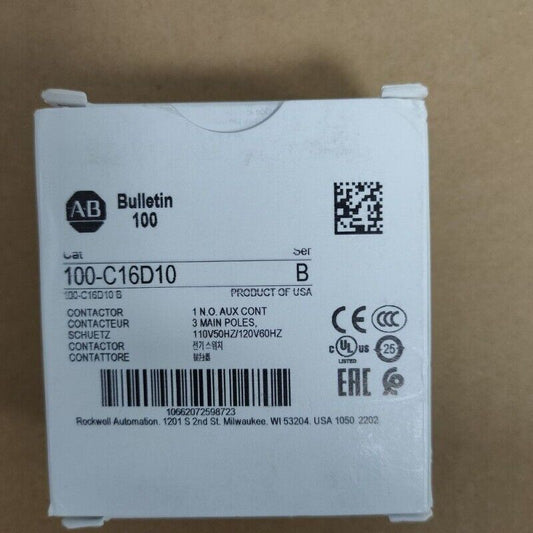 AB Bulletin
100
Cat Ser
100-C16D10 B
100-C16D10 B PRODUCT OF USA
CONTACTOR 1 N.O. AUX CONT
CONTACTEUR 3 MAIN POLES,
SCHUETZ 110V50HZ/120V60HZ
CONTACTOR 전기 스위치
CONTATTORE
CE CCC
C UL US LISTED 25
EAC
10662072598723
Rockwell Automation. 1201 S 2nd St. Milwaukee. WI 53204. USA 1050 2202